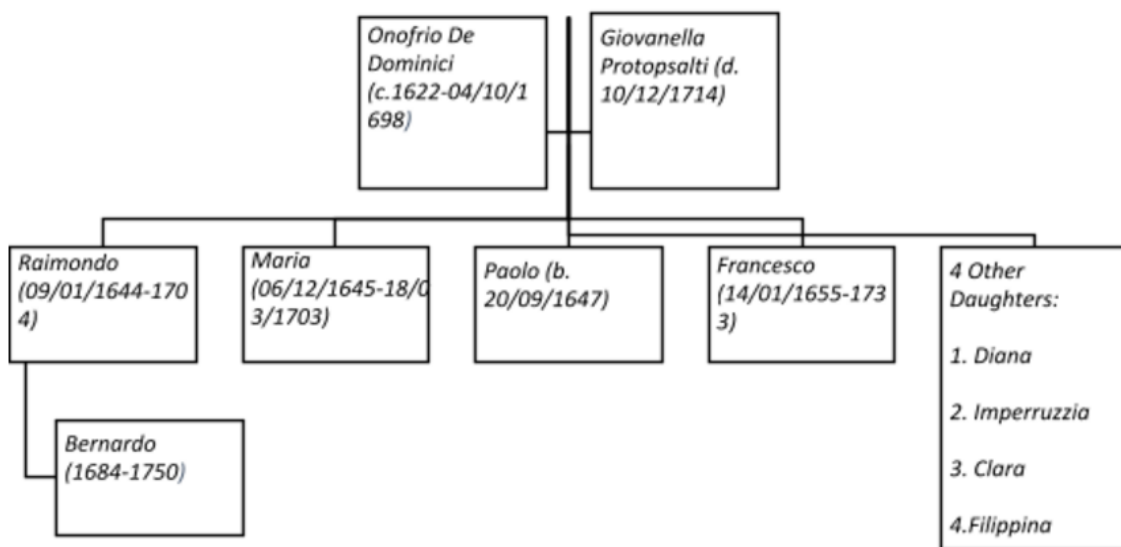 Onofrio De
Dominici
(c.1622-04/10/1
698)
Giovanella
Protopsalti (d.
10/12/1714)
Raimondo
(09/01/1644-170
4)
Maria
(06/12/1645-18/0
3/1703)
Paolo (b.
20/09/1647)
Francesco
(14/01/1655-173
3)
4 Other
Daughters:
1. Diana
2. Imperruzzia
3. Clara
4.Filippina
Bernardo
(1684-1750)